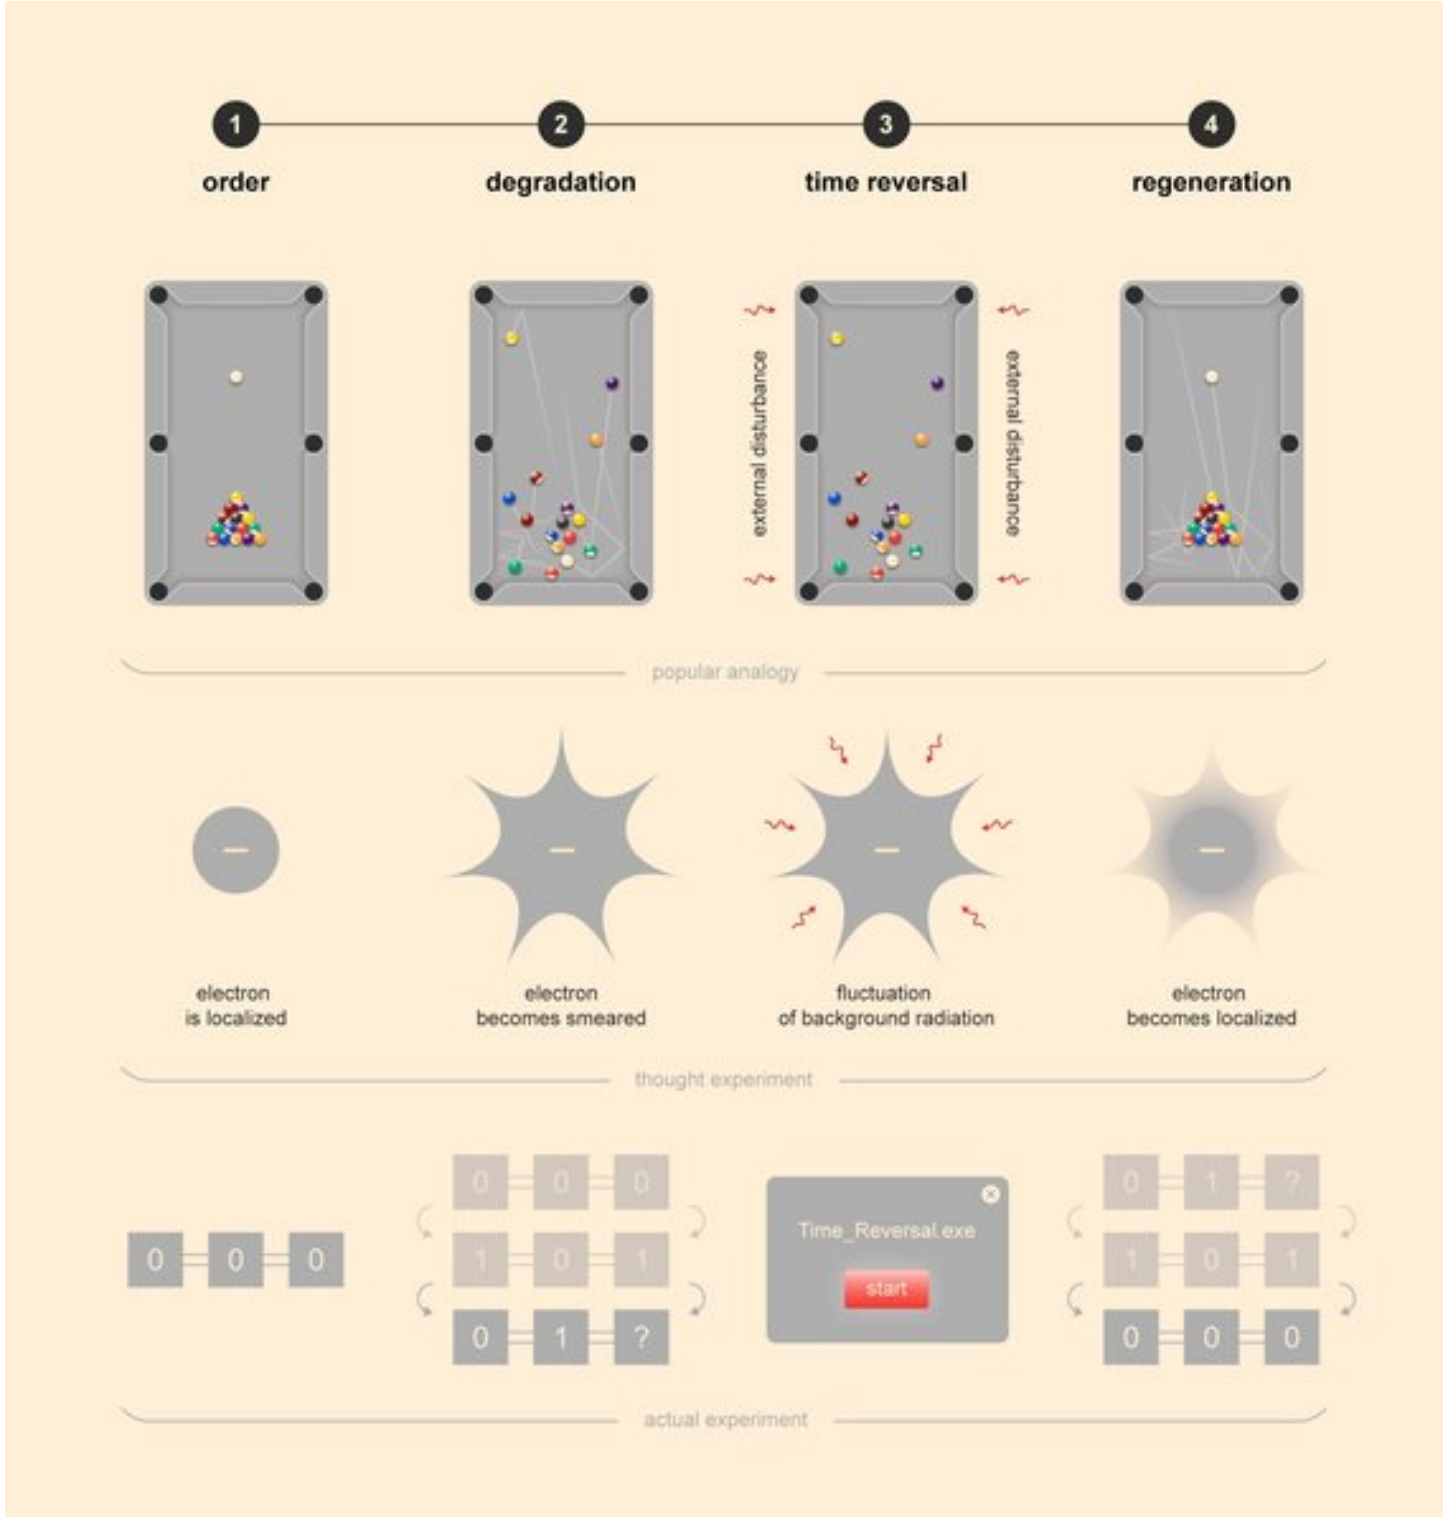 1
2
3
4
order
degradation
time reversal
regeneration
external disturbance
external disturbance
popular analogy
electron
is localized
electron
becomes smeared
fluctuation
of background radiation
electron
becomes localized
thought experiment
0 0 0
0 0 0
1 0 1
0 1 ?
Time_Reversal.exe
start
0 1 ?
1 0 1
0 0 0
actual experiment